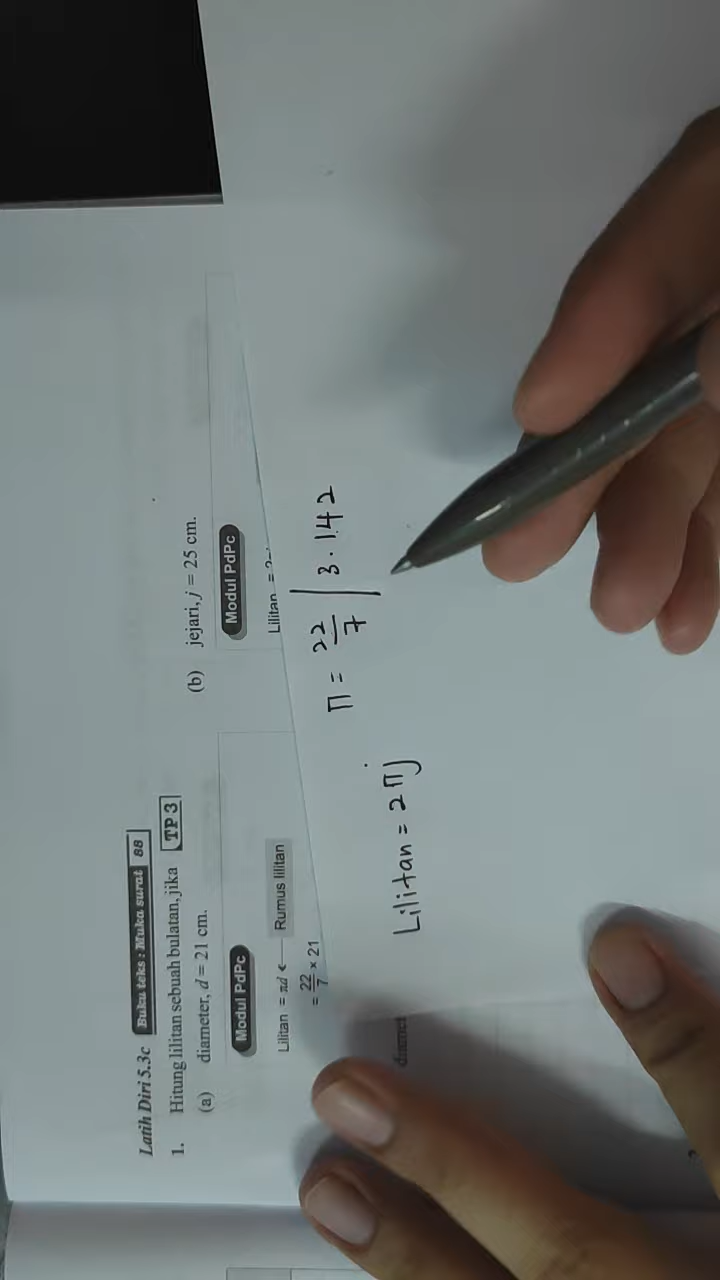 Latih Diri 5.3c Buku teks : Muka surat 88
1. Hitung lilitan sebuah bulatan, jika TP 3
(a) diameter, d = 21 cm.
Modul PdPc
Lilitan = πd ← Rumus lilitan
= 22/7 × 21
(b) jejari, j = 25 cm.
Modul PdPc
Lilitan =
π = 22/7 | 3.142
Lilitan = 2πj